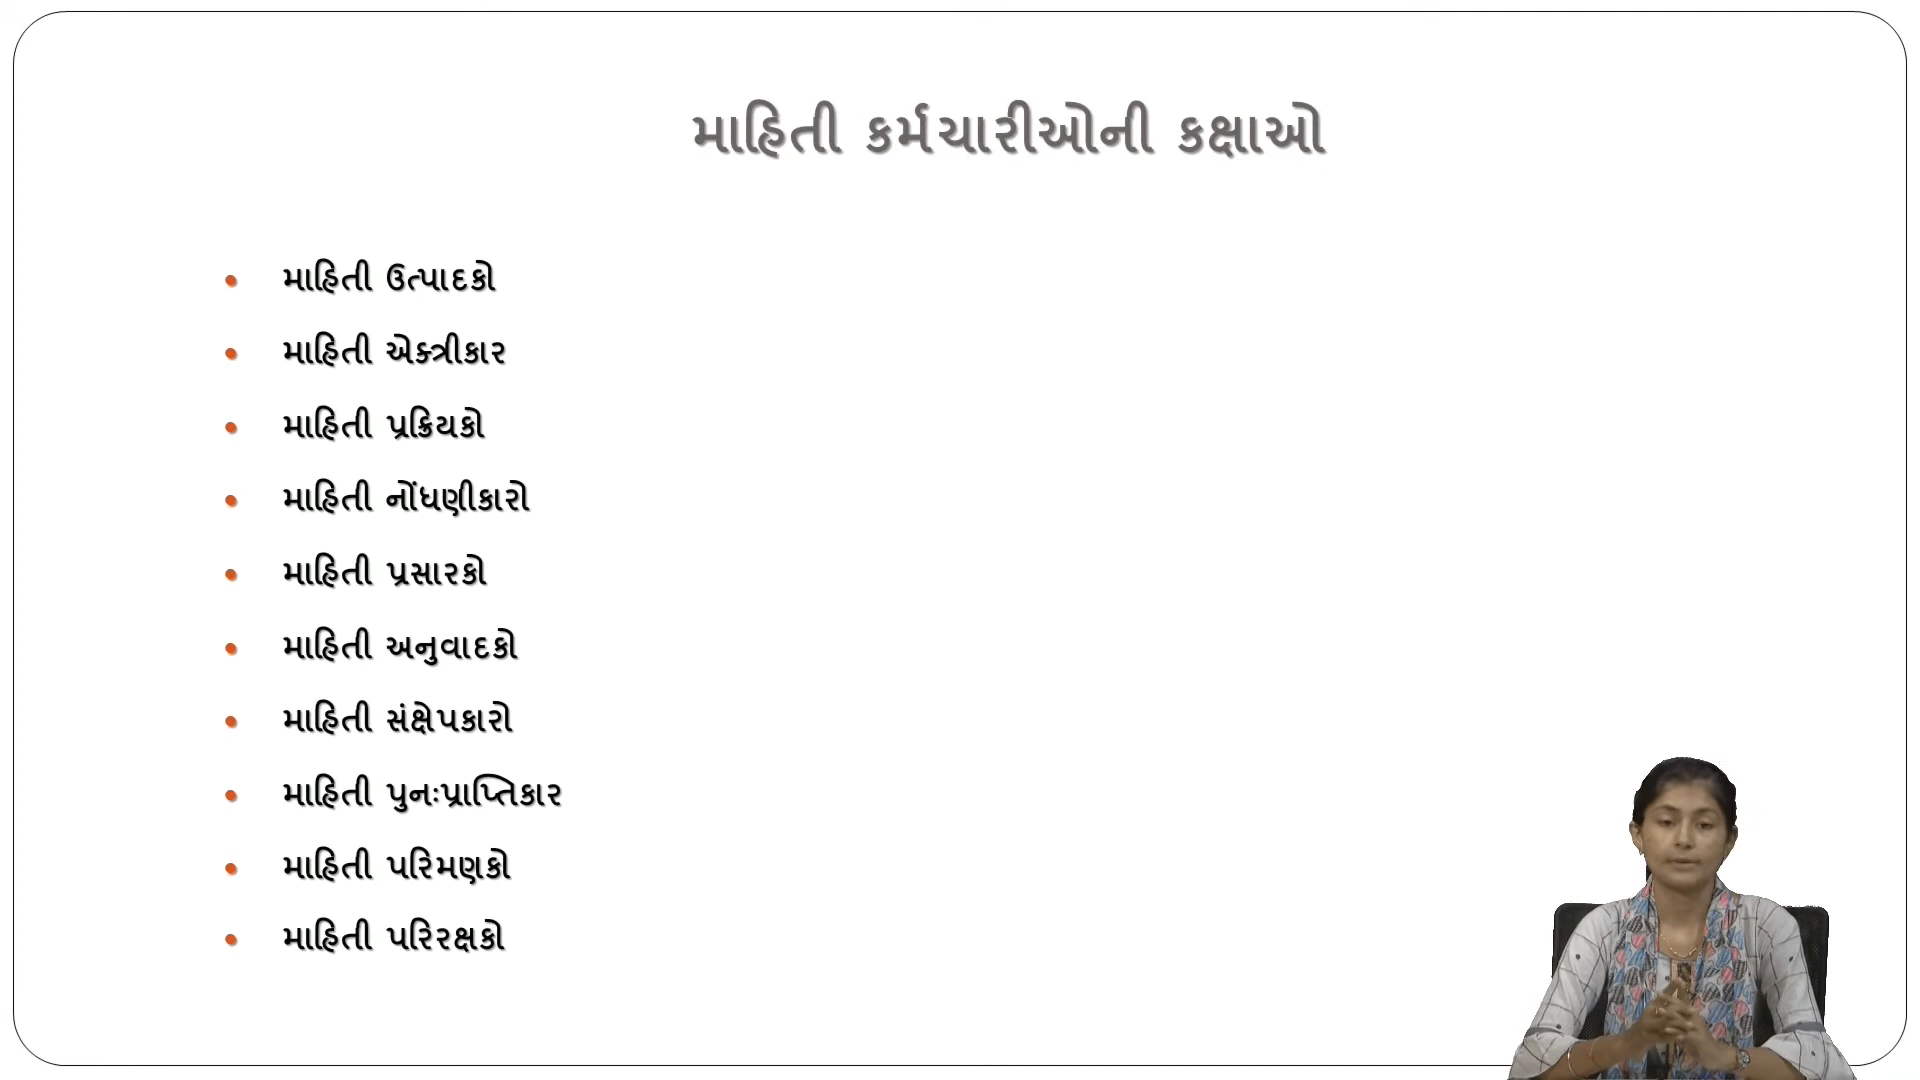 માહિતી કર્મચારીઓની કક્ષાઓ
• માહિતી ઉત્પાદકો
• માહિતી એક્ત્રીકાર
• માહિતી પ્રક્રિયકો
• માહિતી નોંધણીકારો
• માહિતી પ્રસારકો
• માહિતી અનુવાદકો
• માહિતી સંક્ષેપકારો
• માહિતી પુનઃપ્રાપ્તિકાર
• માહિતી પરિમણકો
• માહિતી પરિરક્ષકો